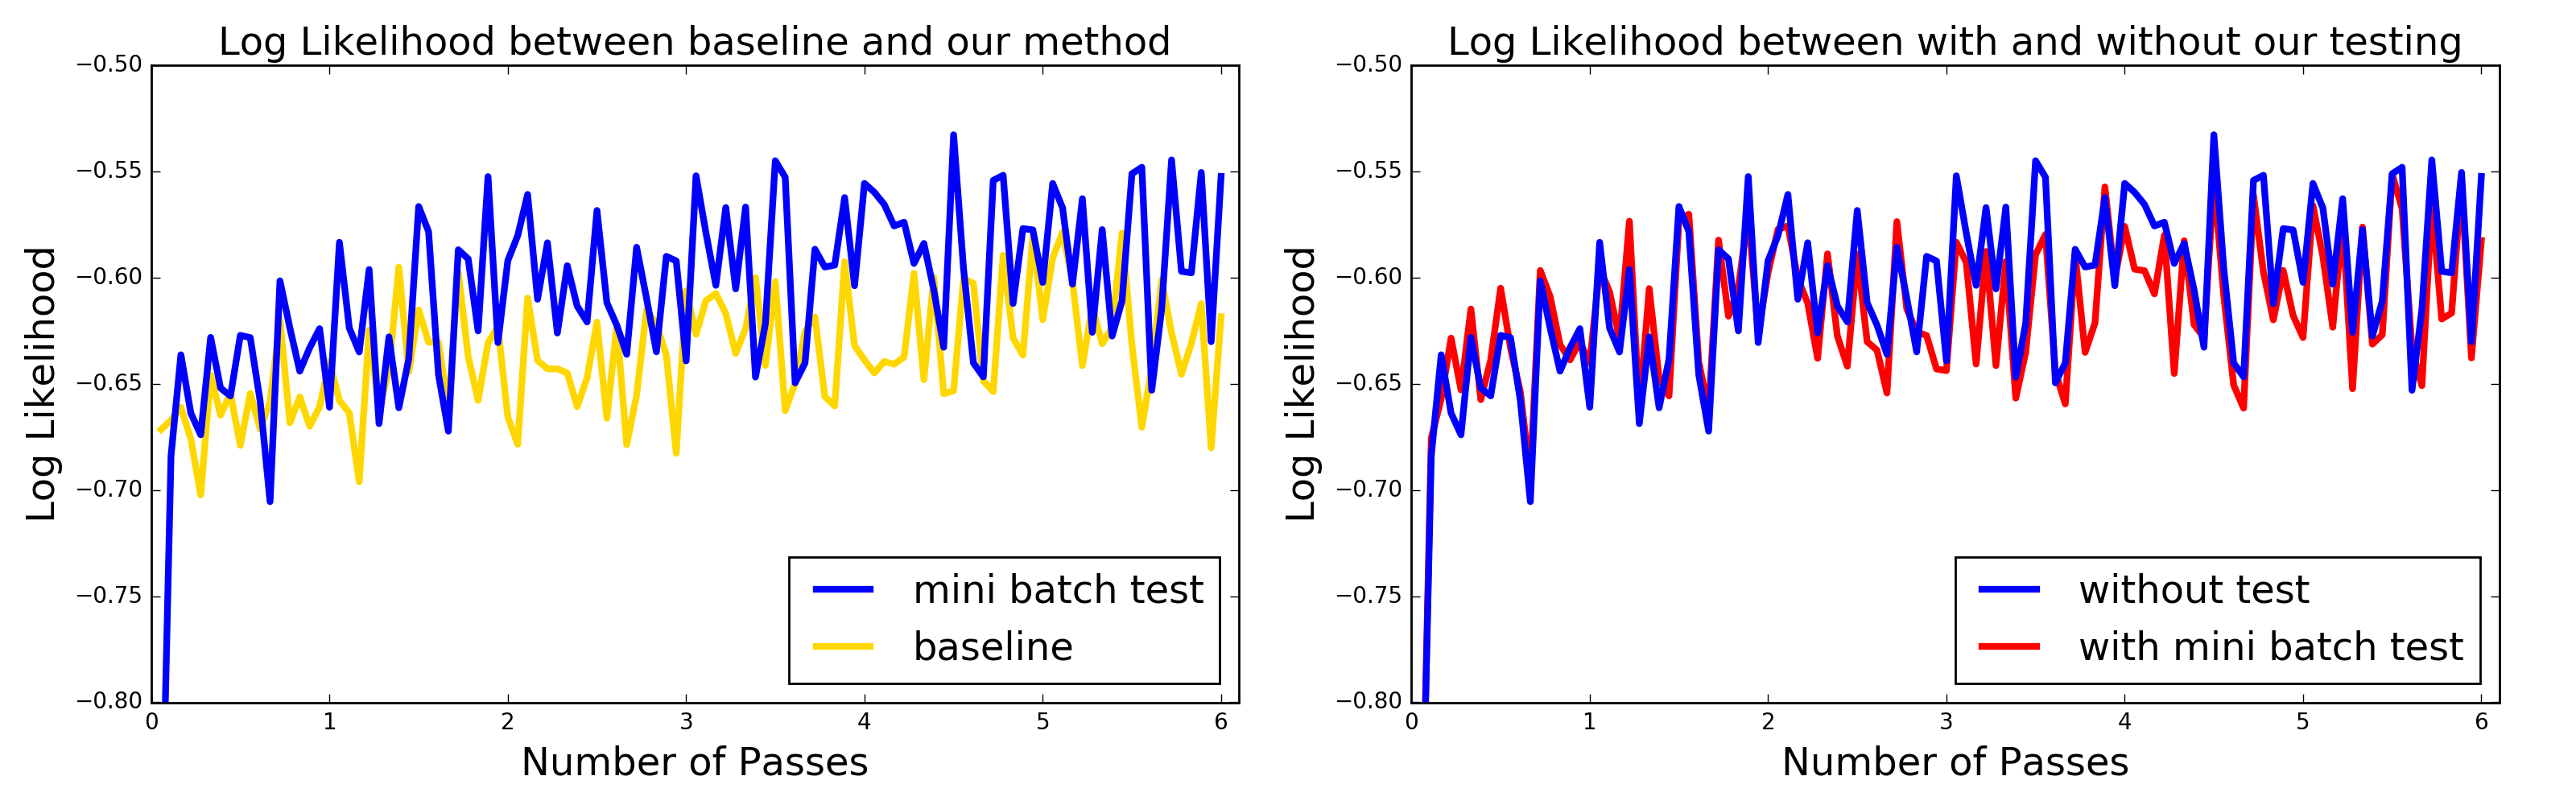 Log Likelihood between baseline and our method
−0.50
−0.55
−0.60
−0.65
−0.70
−0.75
−0.80
Log Likelihood
0 1 2 3 4 5 6
Number of Passes
mini batch test
baseline
Log Likelihood between with and without our testing
−0.50
−0.55
−0.60
−0.65
−0.70
−0.75
−0.80
Log Likelihood
0 1 2 3 4 5 6
Number of Passes
without test
with mini batch test